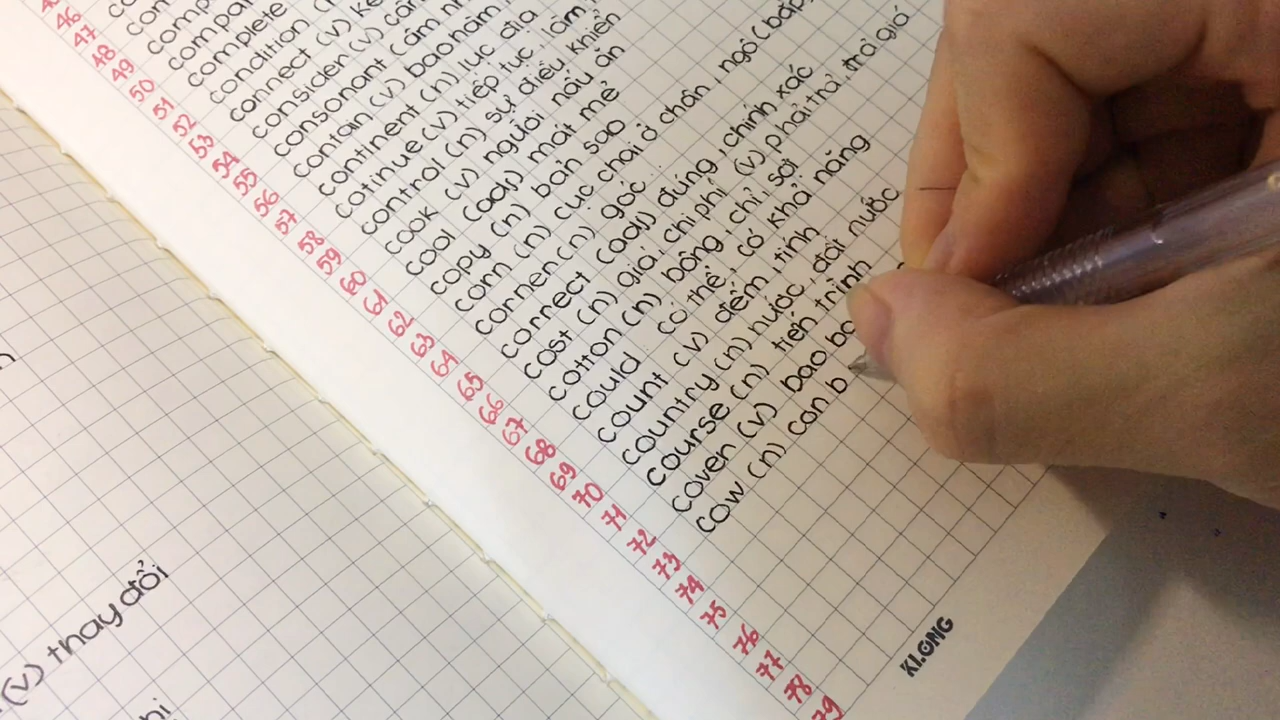 45
46
47
48
49
50
51
52
53
54
55
56
57
58
59
60
61
62
63
64
65
66
67
68
69
70
71
72
73
74
75
76
77
78
79
complete
condition
connect (v)
consider (v)
consonant
contain (v) bao hàm
continent (n) lục địa
cotinue (v) tiếp tục
control (n) sự điều khiển
cook (v) người nấu ăn
cool (adj) mát mẻ
copy (n) bản sao
corn (n) cục chai ở chân, ngô (bắp
corner (n) góc
correct (adj) đúng, chính xác
cost (n) giá, chi phí (v) phải trả, trả giá
cotton (n) bông, chỉ sợi
could có thể, có khả năng
count (v) đếm, tính
country (n) nước, đất nước
course (n) tiến trình
cover (v) bao bọ
cow (n) con b
(v) thay đổi
KLONG